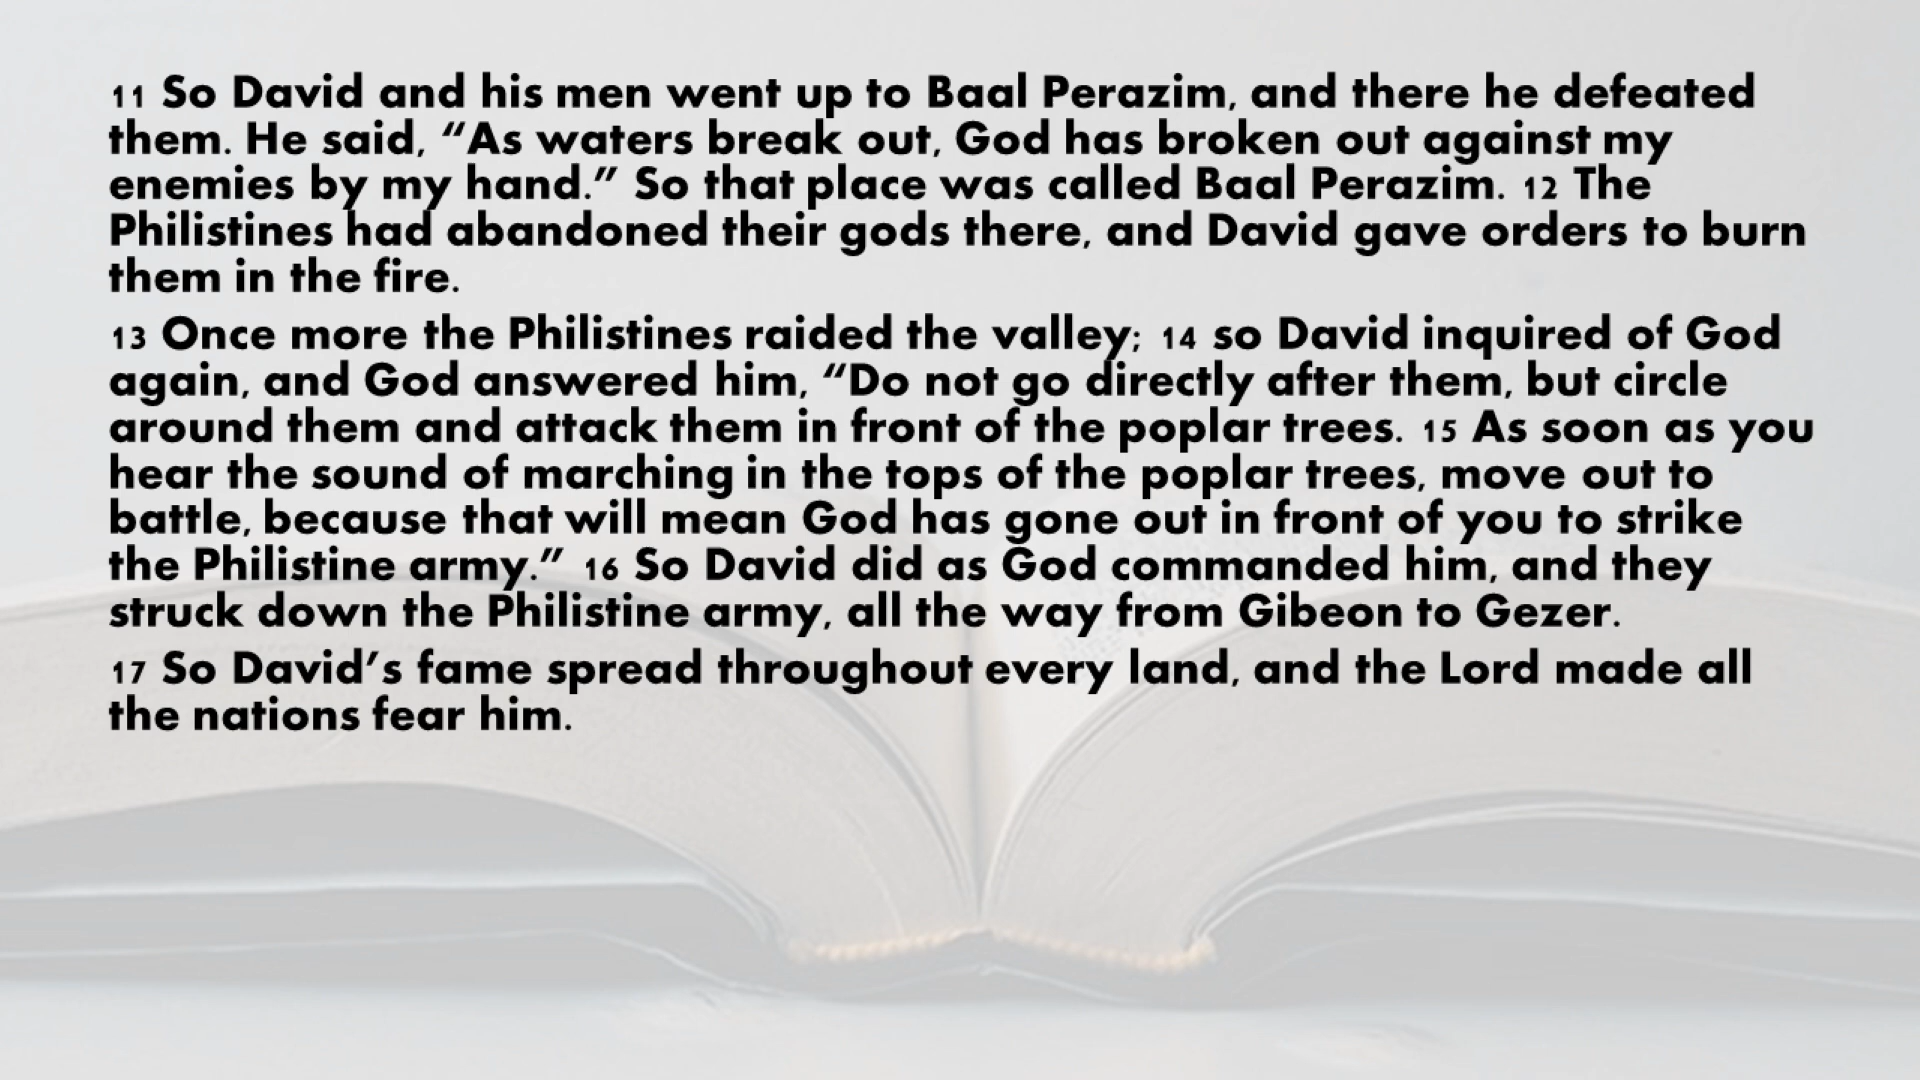 11 So David and his men went up to Baal Perazim, and there he defeated
them. He said, “As waters break out, God has broken out against my
enemies by my hand.” So that place was called Baal Perazim. 12 The
Philistines had abandoned their gods there, and David gave orders to burn
them in the fire.
13 Once more the Philistines raided the valley; 14 so David inquired of God
again, and God answered him, “Do not go directly after them, but circle
around them and attack them in front of the poplar trees. 15 As soon as you
hear the sound of marching in the tops of the poplar trees, move out to
battle, because that will mean God has gone out in front of you to strike
the Philistine army.” 16 So David did as God commanded him, and they
struck down the Philistine army, all the way from Gibeon to Gezer.
17 So David’s fame spread throughout every land, and the Lord made all
the nations fear him.